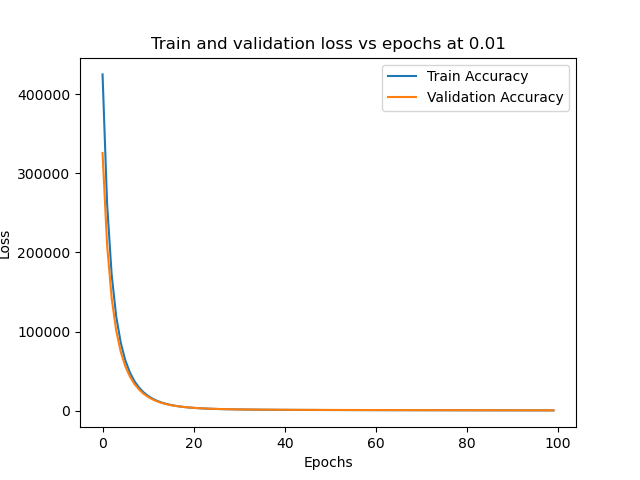 Train and validation loss vs epochs at 0.01
Train Accuracy
Validation Accuracy
400000
300000
200000
100000
0
Loss
0 20 40 60 80 100
Epochs